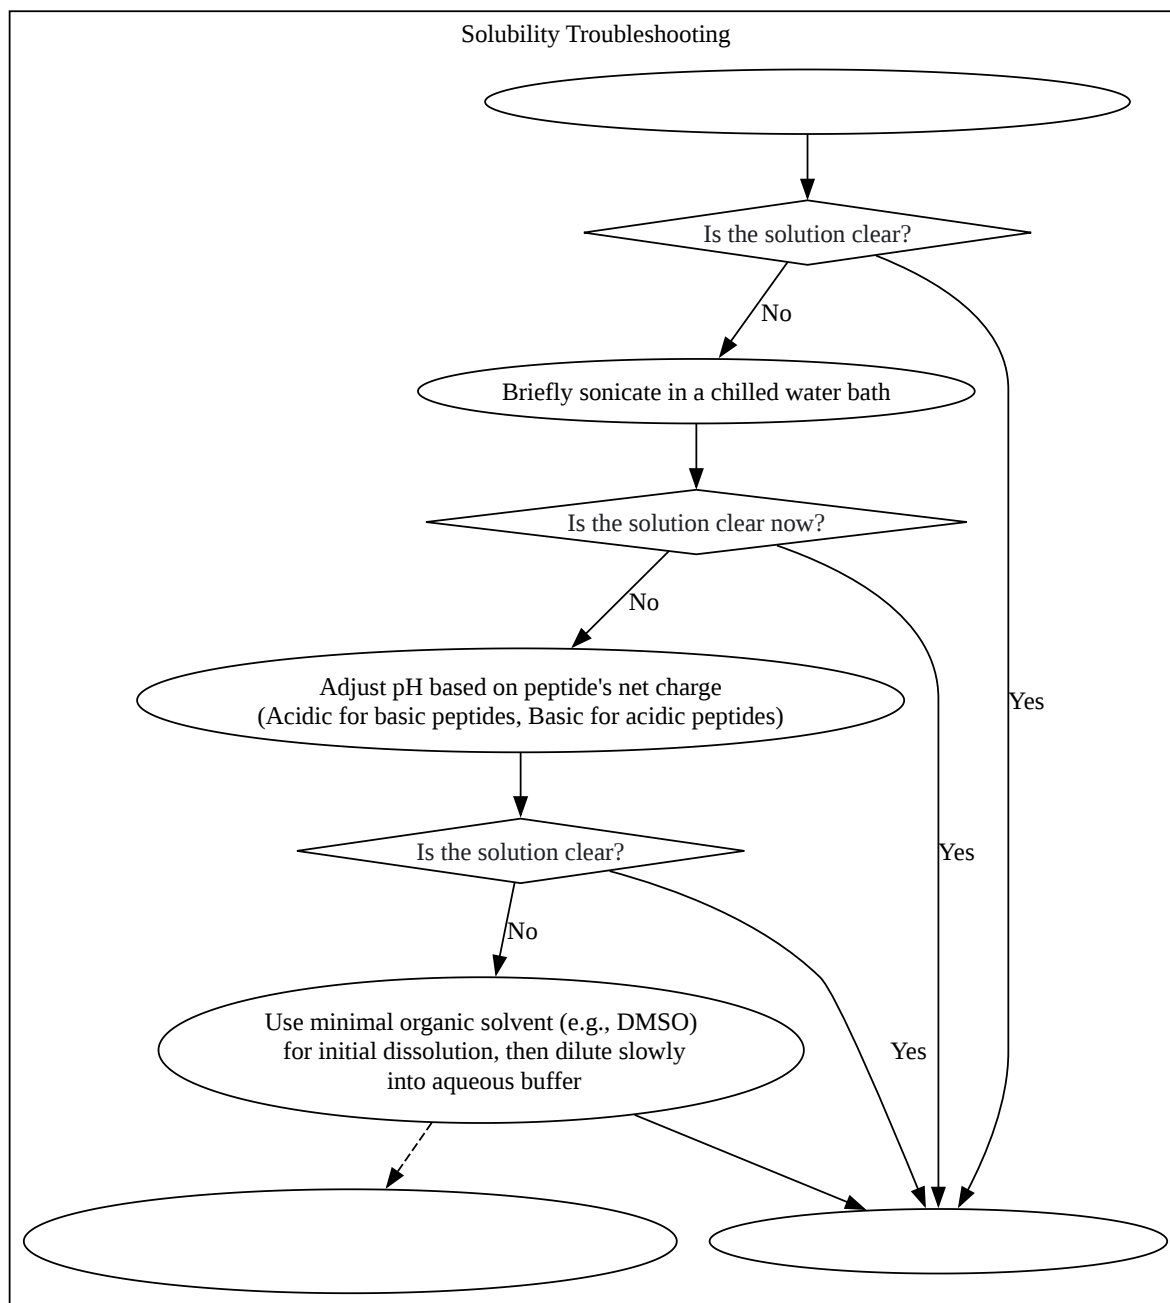 Solubility Troubleshooting
Is the solution clear?
No
Briefly sonicate in a chilled water bath
Is the solution clear now?
No
Adjust pH based on peptide's net charge
(Acidic for basic peptides, Basic for acidic peptides)
Yes
Is the solution clear?
Yes
No
Use minimal organic solvent (e.g., DMSO)
for initial dissolution, then dilute slowly
into aqueous buffer
Yes